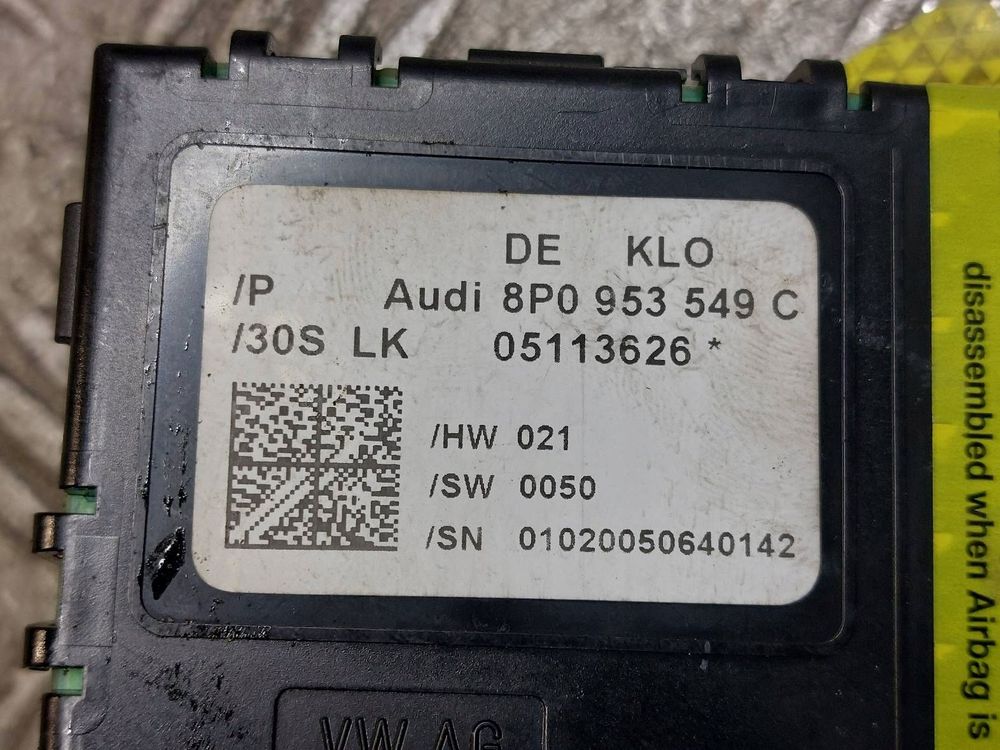 DE KLO
/P Audi 8P0 953 549 C
/30S LK 05113626 *
/HW 021
/SW 0050
/SN 01020050640142
VW AG
disassembled when Airbag is